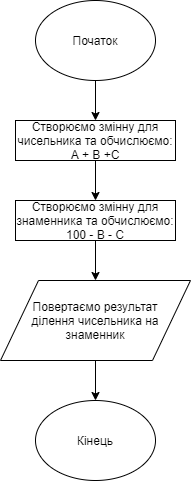 Початок
Створюємо змінну для
чисельника та обчислюємо:
A + B +C
Створюємо змінну для
знаменника та обчислюємо:
100 - B - C
Повертаємо результат
ділення чисельника на
знаменник
Кінець